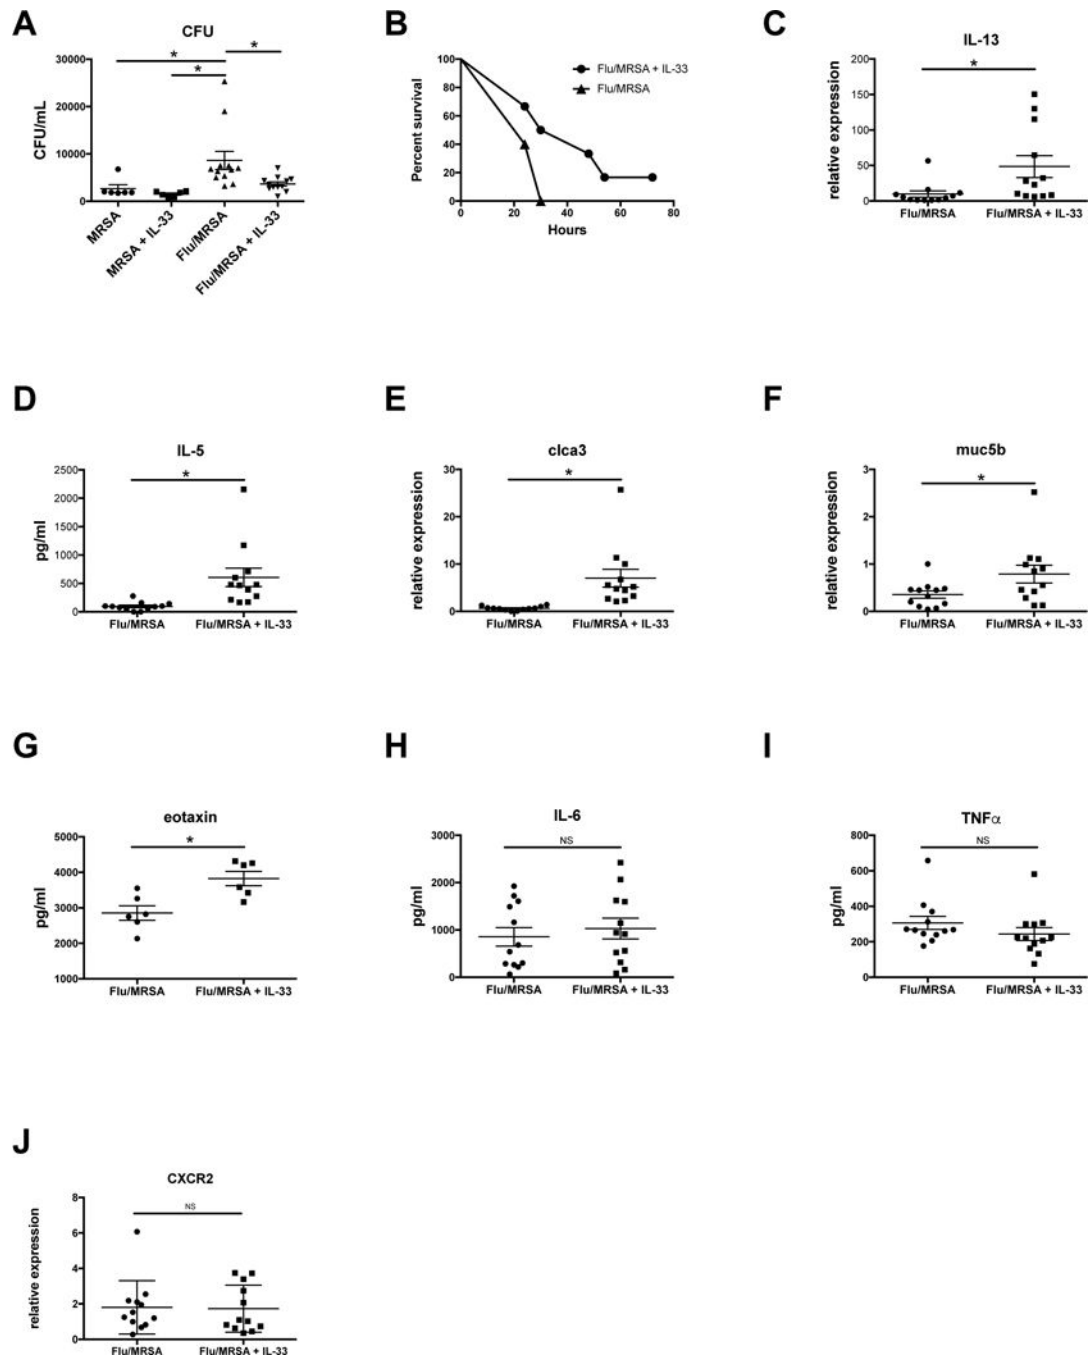 A
CFU
CFU/mL
30000
20000
10000
0
*
*
*
MRSA
MRSA + IL-33
Flu/MRSA
Flu/MRSA + IL-33
B
Percent survival
100
80
60
40
20
0
0 20 40 60 80
Hours
Flu/MRSA + IL-33
Flu/MRSA
C
IL-13
relative expression
200
150
100
50
0
*
Flu/MRSA Flu/MRSA + IL-33
D
IL-5
pg/ml
2500
2000
1500
1000
500
0
*
Flu/MRSA Flu/MRSA + IL-33
E
clca3
relative expression
30
20
10
0
*
Flu/MRSA Flu/MRSA + IL-33
F
muc5b
relative expression
3
2
1
0
*
Flu/MRSA Flu/MRSA + IL-33
G
eotaxin
pg/ml
5000
4000
3000
2000
1000
*
Flu/MRSA Flu/MRSA + IL-33
H
IL-6
pg/ml
3000
2000
1000
0
NS
Flu/MRSA Flu/MRSA + IL-33
I
TNFα
pg/ml
800
600
400
200
0
NS
Flu/MRSA Flu/MRSA + IL-33
J
CXCR2
relative expression
8
6
4
2
0
NS
Flu/MRSA Flu/MRSA + IL-33